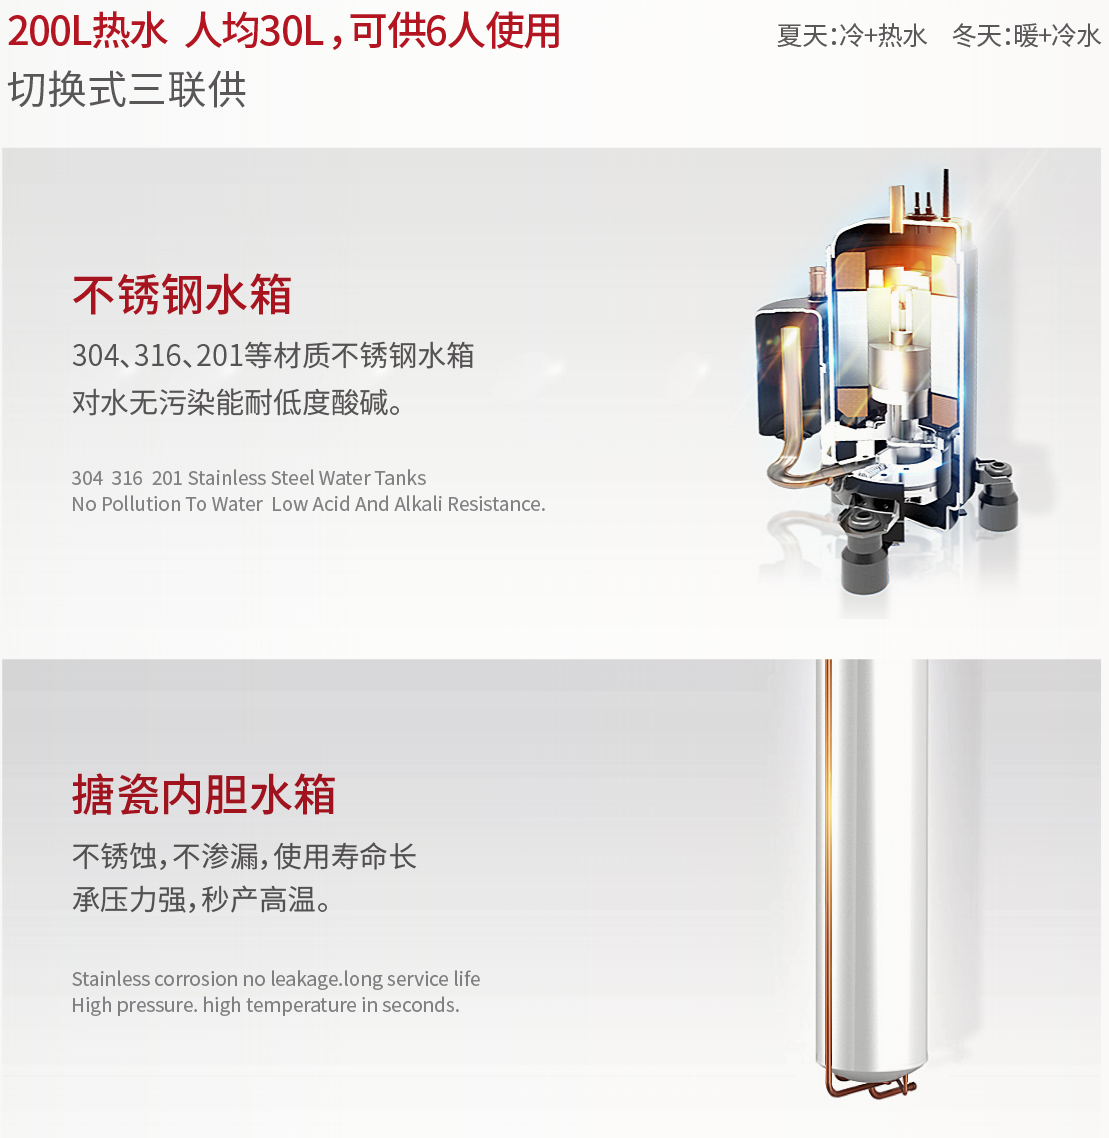 200L热水 人均30L，可供6人使用
夏天：冷+热水 冬天：暖+冷水
切换式三联供
不锈钢水箱
304、316、201等材质不锈钢水箱
对水无污染能耐低度酸碱。
304 316 201 Stainless Steel Water Tanks
No Pollution To Water Low Acid And Alkali Resistance.
搪瓷内胆水箱
不锈蚀，不渗漏，使用寿命长
承压力强，秒产高温。
Stainless corrosion no leakage.long service life
High pressure. high temperature in seconds.